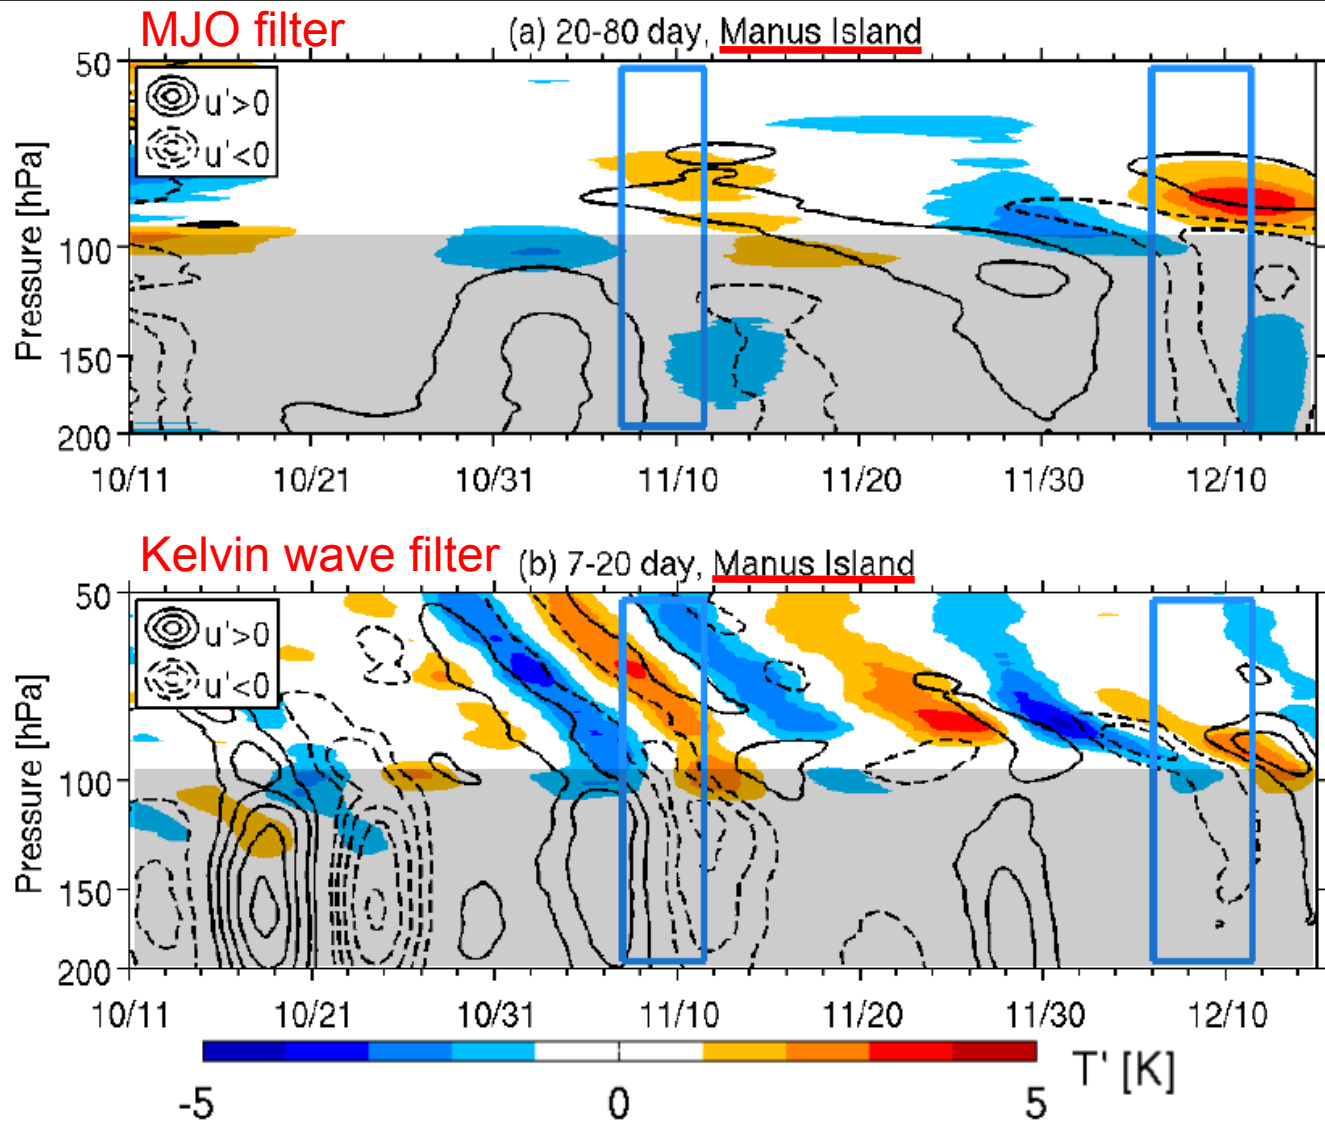 MJO filter
(a) 20-80 day, Manus Island
50
u'>0
u'<0
100
150
200
Pressure [hPa]
10/11 10/21 10/31 11/10 11/20 11/30 12/10
Kelvin wave filter
(b) 7-20 day, Manus Island
50
u'>0
u'<0
100
150
200
Pressure [hPa]
10/11 10/21 10/31 11/10 11/20 11/30 12/10
-5 0 5
T' [K]